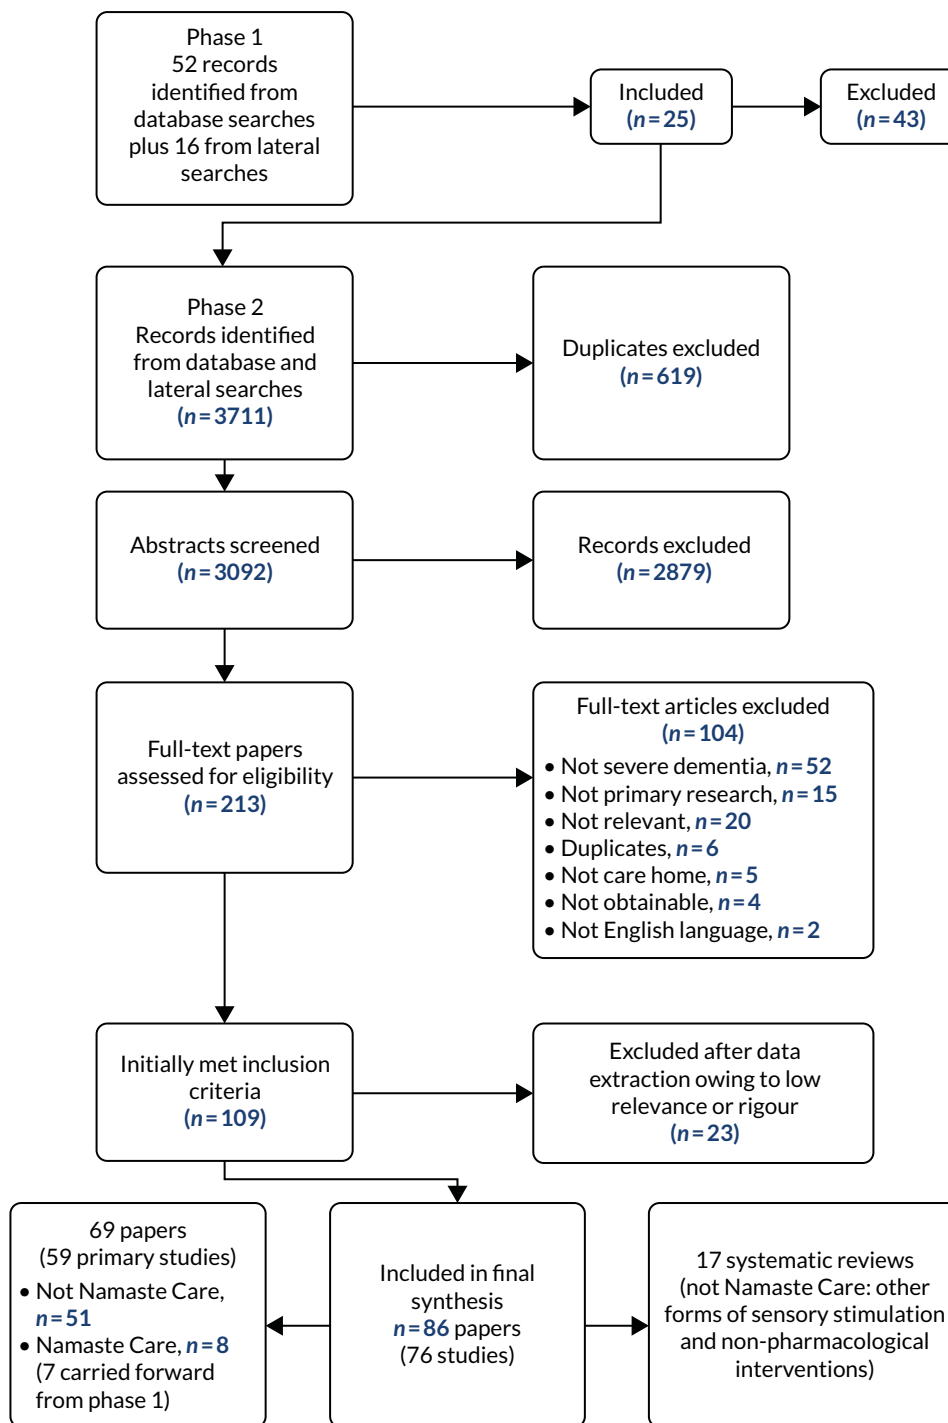 Phase 1
52 records
identified from
database searches
plus 16 from lateral
searches
Included
(n=25)
Excluded
(n=43)
Phase 2
Records identified
from database and
lateral searches
(n=3711)
Duplicates excluded
(n=619)
Abstracts screened
(n=3092)
Records excluded
(n=2879)
Full-text papers
assessed for eligibility
(n=213)
Full-text articles excluded
(n=104)
• Not severe dementia, n=52
• Not primary research, n=15
• Not relevant, n=20
• Duplicates, n=6
• Not care home, n=5
• Not obtainable, n=4
• Not English language, n=2
Initially met inclusion
criteria
(n=109)
Excluded after data
extraction owing to low
relevance or rigour
(n=23)
69 papers
(59 primary studies)
• Not Namaste Care,
n=51
• Namaste Care, n=8
(7 carried forward
from phase 1)
Included in final
synthesis
n=86 papers
(76 studies)
17 systematic reviews
(not Namaste Care: other
forms of sensory stimulation
and non-pharmacological
interventions)